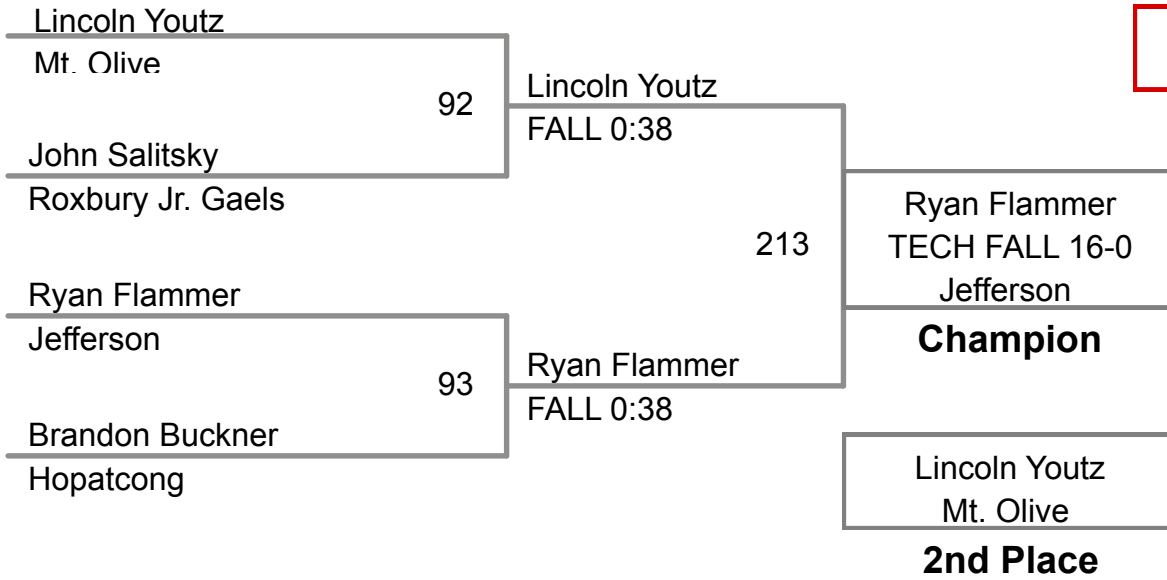 Lincoln Youtz
Mt. Olive
92
Lincoln Youtz
FALL 0:38
John Salitsky
Roxbury Jr. Gaels
213
Ryan Flammer
TECH FALL 16-0
Jefferson
Champion
Ryan Flammer
Jefferson
93
Ryan Flammer
FALL 0:38
Brandon Buckner
Hopatcong
Lincoln Youtz
Mt. Olive
2nd Place